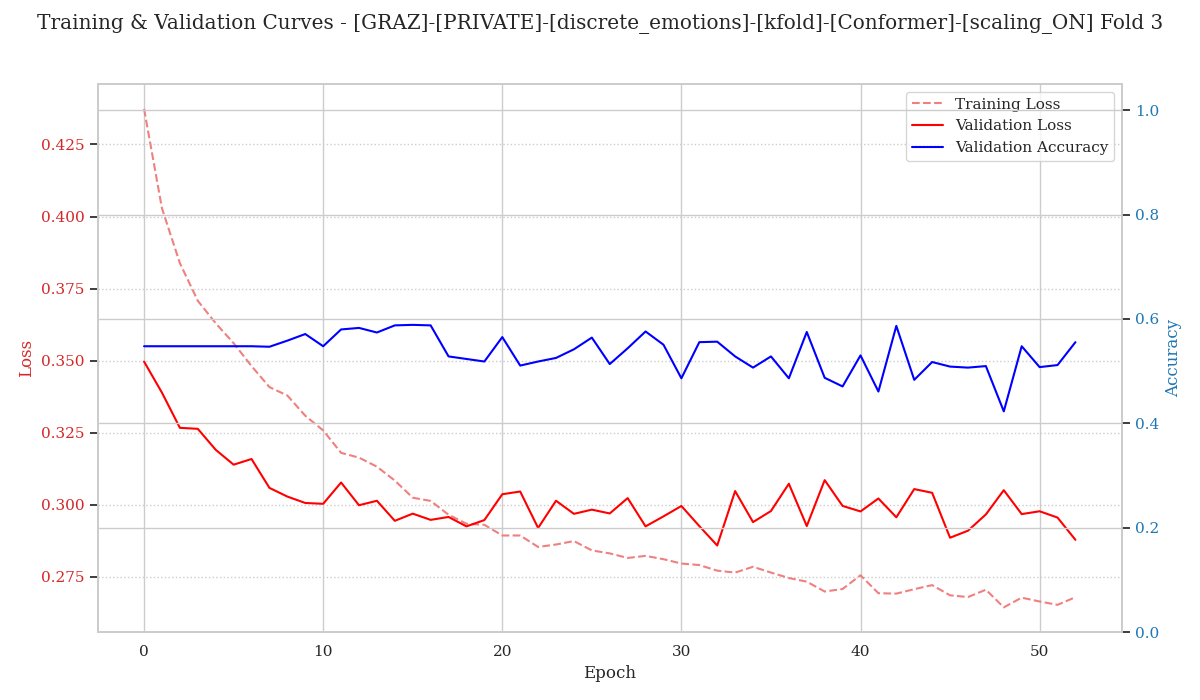 Training & Validation Curves - [GRAZ]-[PRIVATE]-[discrete_emotions]-[kfold]-[Conformer]-[scaling_ON] Fold 3
Training Loss
Validation Loss
Validation Accuracy
Loss
0.425
0.400
0.375
0.350
0.325
0.300
0.275
1.0
0.8
0.6
0.4
0.2
0.0
Accuracy
0
10
20
30
40
50
Epoch